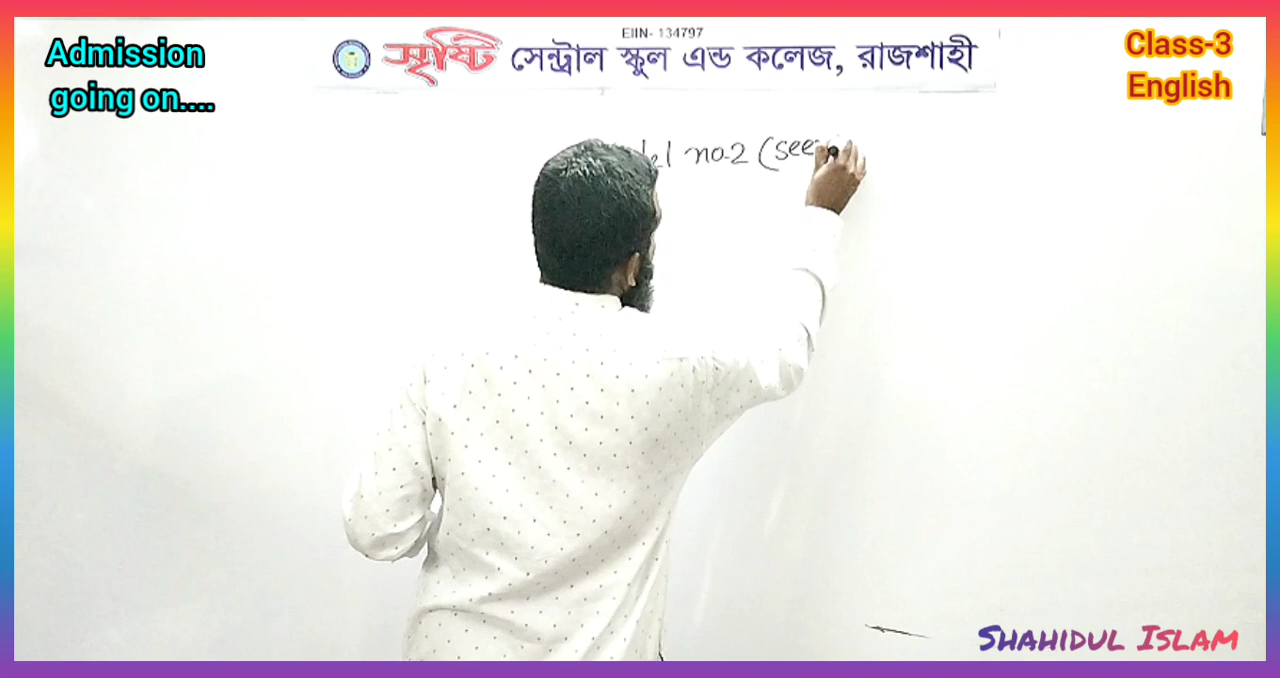 Admission
going on....
EIIN- 134797
সৃষ্টি সেন্ট্রাল স্কুল এন্ড কলেজ, রাজশাহী
Class-3
English
no-2 (see
SHAHIDUL ISLAM